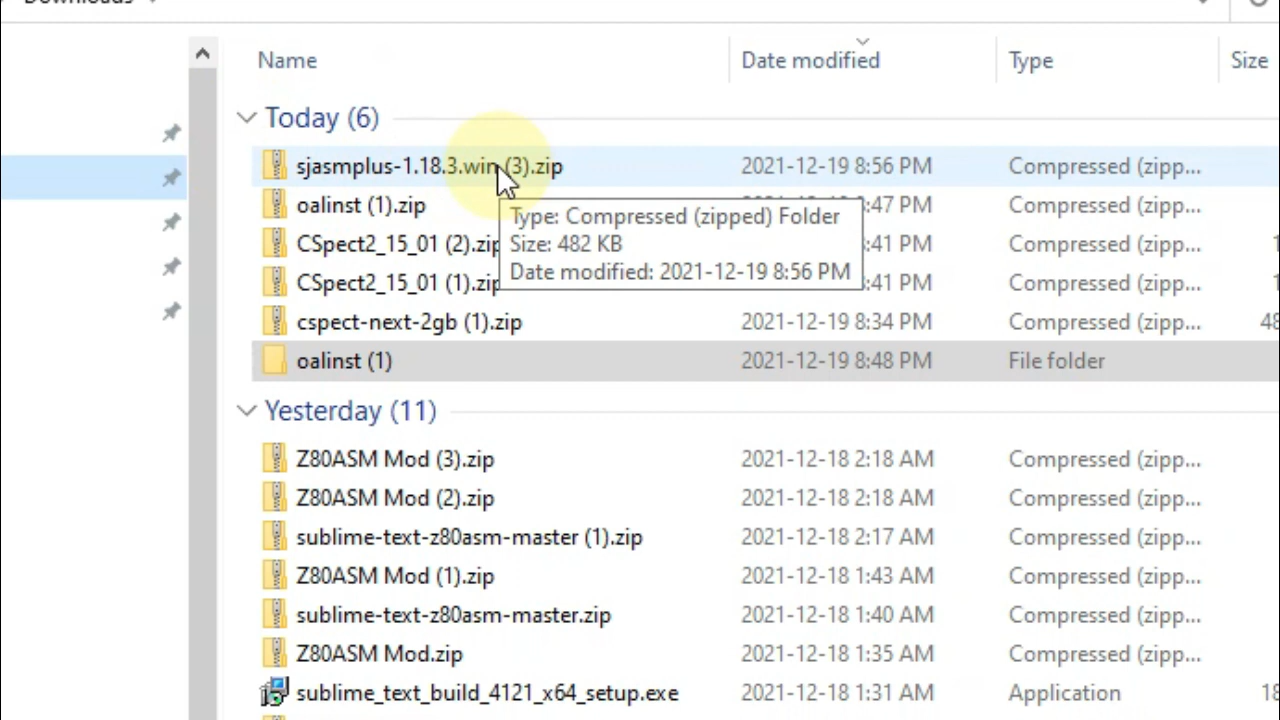 Downloads
Name Date modified Type Size
Today (6)
sjasmplus-1.18.3.win (3).zip 2021-12-19 8:56 PM Compressed (zipp...
oalinst (1).zip :47 PM Compressed (zipp...
Type: Compressed (zipped) Folder
CSpect2_15_01 (2).zip :41 PM Compressed (zipp... 1
Size: 482 KB
Date modified: 2021-12-19 8:56 PM
CSpect2_15_01 (1).zip :41 PM Compressed (zipp... 1
cspect-next-2gb (1).zip 2021-12-19 8:34 PM Compressed (zipp... 48
oalinst (1) 2021-12-19 8:48 PM File folder
Yesterday (11)
Z80ASM Mod (3).zip 2021-12-18 2:18 AM Compressed (zipp...
Z80ASM Mod (2).zip 2021-12-18 2:18 AM Compressed (zipp...
sublime-text-z80asm-master (1).zip 2021-12-18 2:17 AM Compressed (zipp...
Z80ASM Mod (1).zip 2021-12-18 1:43 AM Compressed (zipp...
sublime-text-z80asm-master.zip 2021-12-18 1:40 AM Compressed (zipp...
Z80ASM Mod.zip 2021-12-18 1:35 AM Compressed (zipp...
sublime_text_build_4121_x64_setup.exe 2021-12-18 1:31 AM Application 18